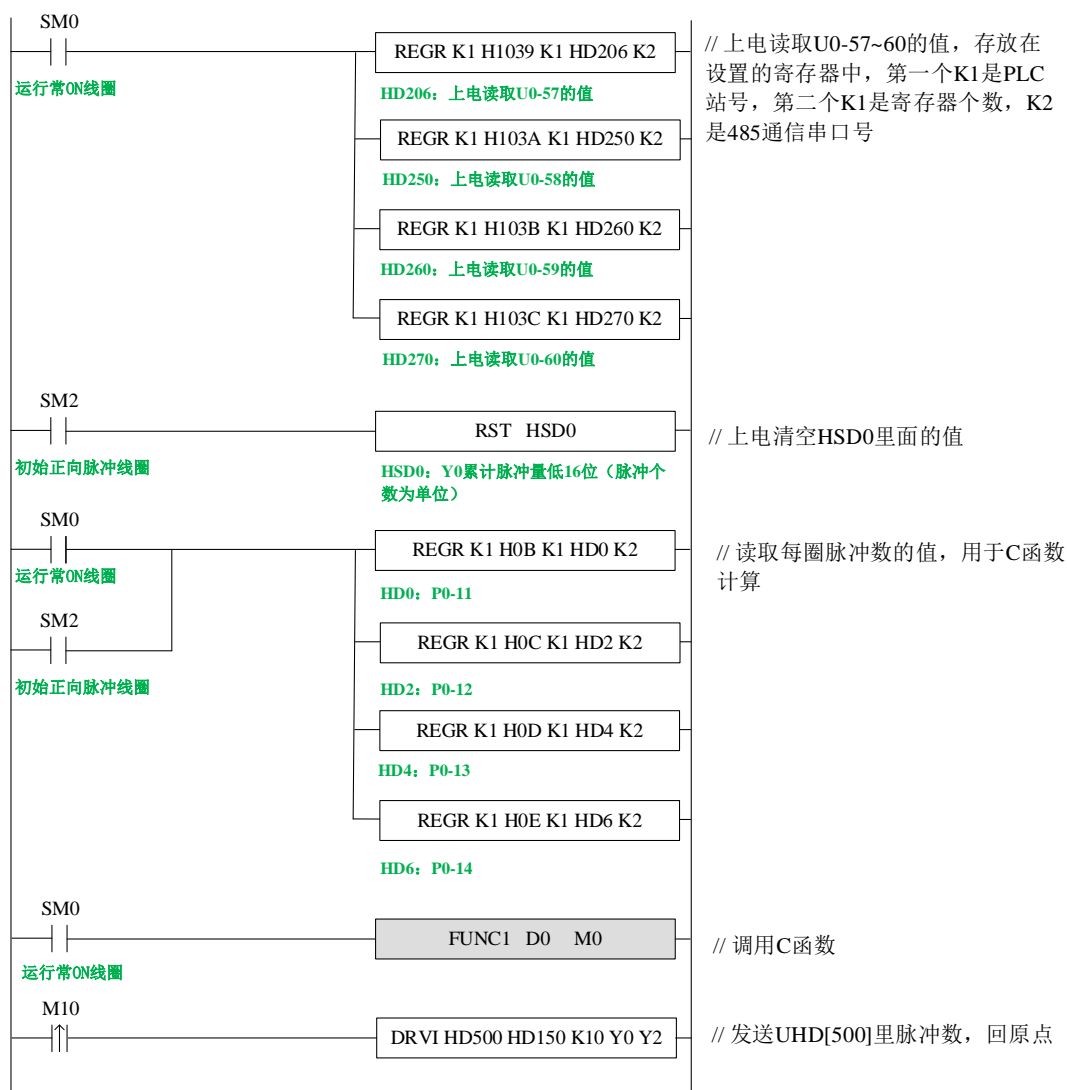 SM0
REGR K1 H1039 K1 HD206 K2
运行常ON线圈
HD206：上电读取U0-57的值
// 上电读取U0-57~60的值，存放在
设置的寄存器中，第一个K1是PLC
站号，第二个K1是寄存器个数，K2
是485通信串口号
REGR K1 H103A K1 HD250 K2
HD250：上电读取U0-58的值
REGR K1 H103B K1 HD260 K2
HD260：上电读取U0-59的值
REGR K1 H103C K1 HD270 K2
HD270：上电读取U0-60的值
SM2
RST HSD0
// 上电清空HSD0里面的值
初始正向脉冲线圈
HSD0：Y0累计脉冲量低16位（脉冲个
数为单位）
SM0
REGR K1 H0B K1 HD0 K2
// 读取每圈脉冲数的值，用于C函数
计算
运行常ON线圈
HD0：P0-11
SM2
REGR K1 H0C K1 HD2 K2
初始正向脉冲线圈
HD2：P0-12
REGR K1 H0D K1 HD4 K2
HD4：P0-13
REGR K1 H0E K1 HD6 K2
HD6：P0-14
SM0
FUNC1 D0 M0
// 调用C函数
运行常ON线圈
M10
DRVI HD500 HD150 K10 Y0 Y2
// 发送UHD[500]里脉冲数，回原点